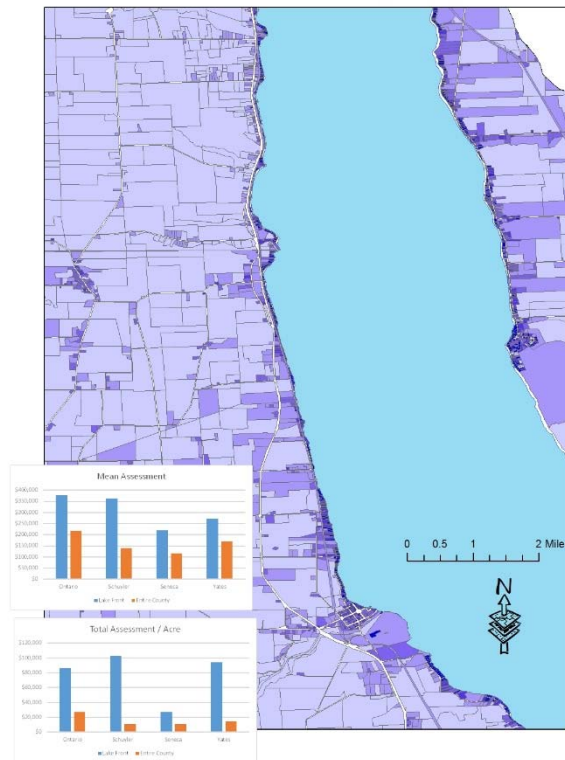 Mean Assessment
$400,000
$350,000
$300,000
$250,000
$200,000
$150,000
$100,000
$50,000
$0
Ontario
Schuyler
Seneca
Yates
Lake Front
Entire County
0 0.5 1 2 Mile
N
Total Assessment / Acre
$120,000
$100,000
$80,000
$60,000
$40,000
$20,000
$0
Ontario
Schuyler
Seneca
Yates
Lake Front
Entire County